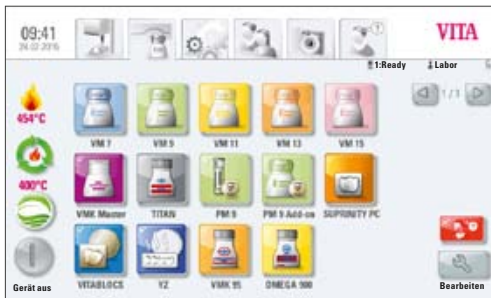 09:41
24.02.2016
VITA
1:Ready
Labor
454°C
1/1
VM 7
VM 9
VM 11
VM 13
VM 15
400°C
VMK Master
TITAN
PM 9
PM 9 Add-on
SUPRINITY PC
Gerät aus
VITABLOCS
YZ
VMK 95
OMEGA 900
Bearbeiten